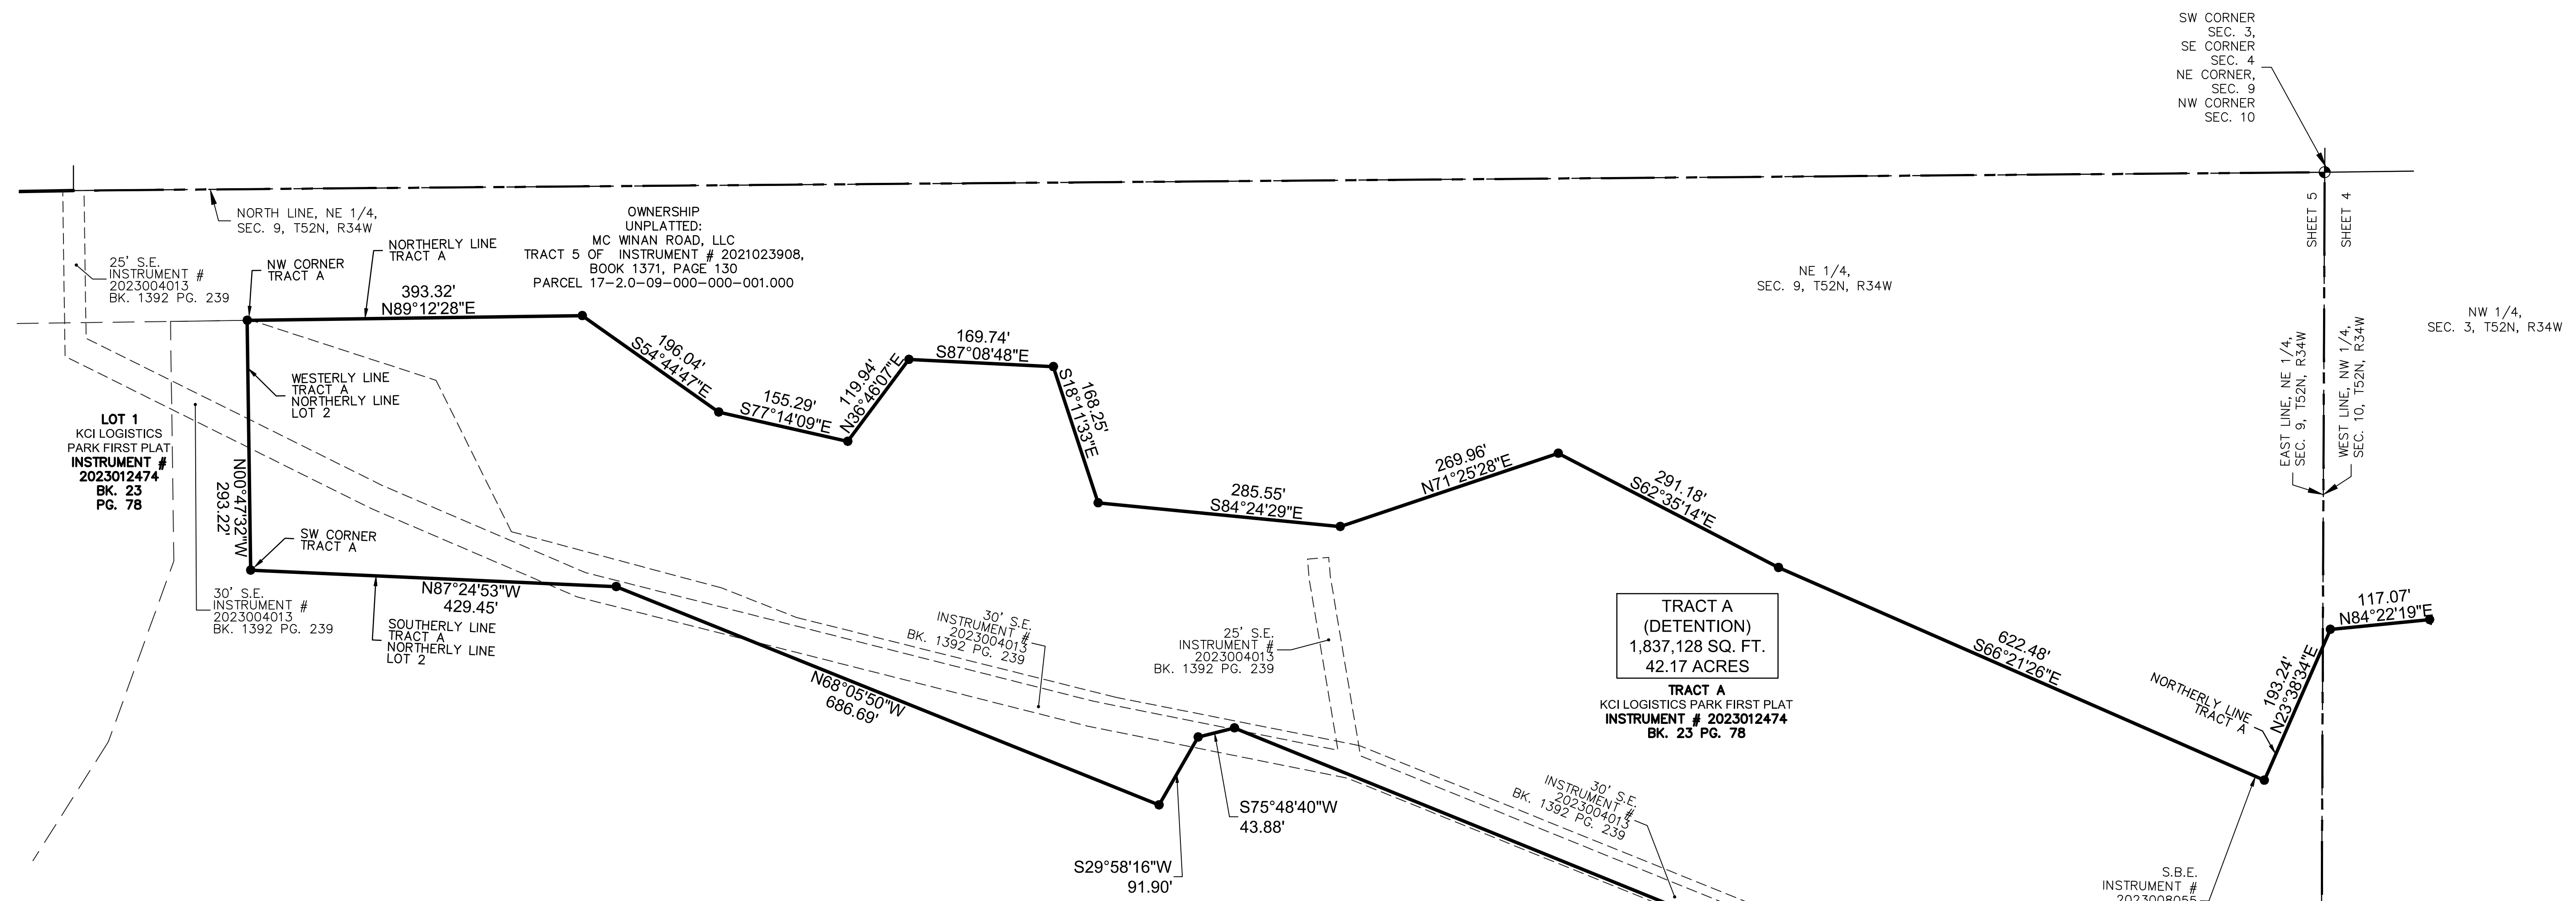 SW CORNER
SEC. 3,
SE CORNER
SEC. 4
NE CORNER,
SEC. 9
NW CORNER
SEC. 10
SHEET 5
SHEET 4
NORTH LINE, NE 1/4,
SEC. 9, T52N, R34W
OWNERSHIP
UNPLATTED:
MC WINAN ROAD, LLC
TRACT 5 OF INSTRUMENT # 2021023908,
BOOK 1371, PAGE 130
PARCEL 17-2.0-09-000-000-001.000
NORTHERLY LINE
TRACT A
25' S.E.
INSTRUMENT #
2023004013
BK. 1392 PG. 239
NW CORNER
TRACT A
393.32'
N89°12'28"E
NE 1/4,
SEC. 9, T52N, R34W
NW 1/4,
SEC. 3, T52N, R34W
EAST LINE, NE 1/4,
SEC. 9, T52N, R34W
WEST LINE, NW 1/4,
SEC. 10, T52N, R34W
196.04'
S54°44'47"E
155.29'
S77°14'09"E
119.94'
N36°46'07"E
169.74'
S87°08'48"E
168.25'
S18°11'33"E
285.55'
S84°24'29"E
269.96'
N71°25'28"E
291.18'
S62°35'14"E
622.48'
S66°21'26"E
193.24'
N23°38'34"E
117.07'
N84°22'19"E
WESTERLY LINE
TRACT A
NORTHERLY LINE
LOT 2
LOT 1
KCI LOGISTICS
PARK FIRST PLAT
INSTRUMENT #
2023012474
BK. 23
PG. 78
N00°47'32"W
293.22'
SW CORNER
TRACT A
30' S.E.
INSTRUMENT #
2023004013
BK. 1392 PG. 239
N87°24'53"W
429.45'
SOUTHERLY LINE
TRACT A
NORTHERLY LINE
LOT 2
N68°05'50"W
686.69'
30' S.E.
INSTRUMENT #
2023004013
BK. 1392 PG. 239
25' S.E.
INSTRUMENT #
2023004013
BK. 1392 PG. 239
TRACT A
(DETENTION)
1,837,128 SQ. FT.
42.17 ACRES
TRACT A
KCI LOGISTICS PARK FIRST PLAT
INSTRUMENT # 2023012474
BK. 23 PG. 78
NORTHERLY LINE
TRACT A
S75°48'40"W
43.88'
S29°58'16"W
91.90'
30' S.E.
INSTRUMENT #
2023004013
BK. 1392 PG. 239
S.B.E.
INSTRUMENT #
2023008055